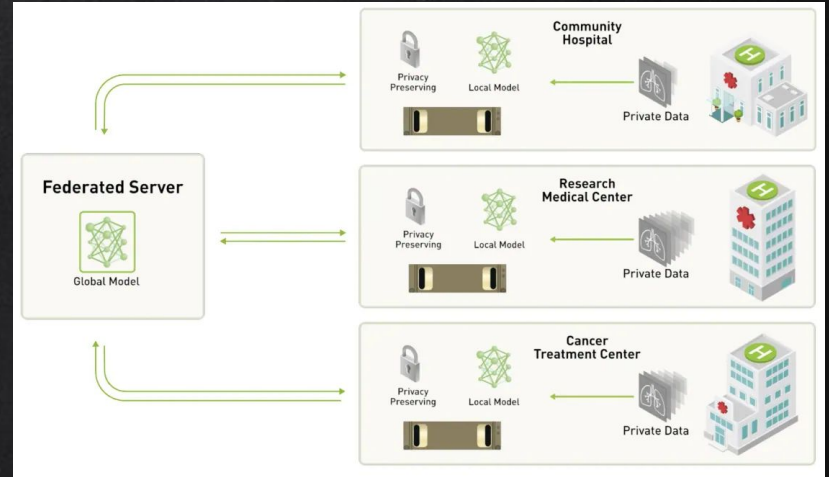 Community
Hospital
Privacy
Preserving
Local Model
Private Data
H
Federated Server
Global Model
Research
Medical Center
Privacy
Preserving
Local Model
Private Data
H
Cancer
Treatment Center
Privacy
Preserving
Local Model
Private Data
H